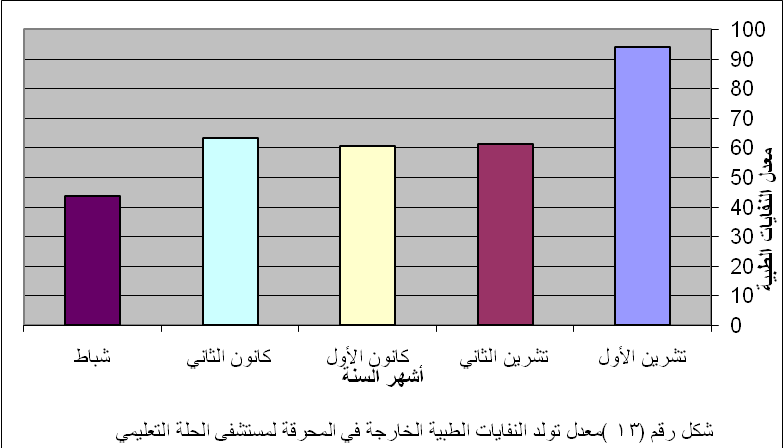 100
90
80
70
60
50
40
30
20
10
0
معدل النفايات الطبية
تشرين الأول
تشرين الثاني
كانون الأول
كانون الثاني
شباط
أشهر السنة
شكل رقم (١٣ )معدل تولد النفايات الطبية الخارجة في المحرقة لمستشفى الحلة التعليمي